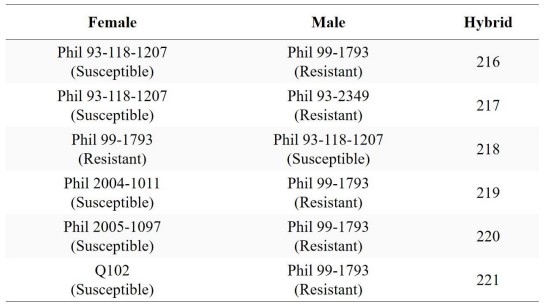 Female Male Hybrid
Phil 93-118-1207 Phil 99-1793
(Susceptible) (Resistant)
216
Phil 93-118-1207 Phil 93-2349
(Susceptible) (Resistant)
217
Phil 99-1793 Phil 93-118-1207
(Resistant) (Susceptible)
218
Phil 2004-1011 Phil 99-1793
(Susceptible) (Resistant)
219
Phil 2005-1097 Phil 99-1793
(Susceptible) (Resistant)
220
Q102 Phil 99-1793
(Susceptible) (Resistant)
221